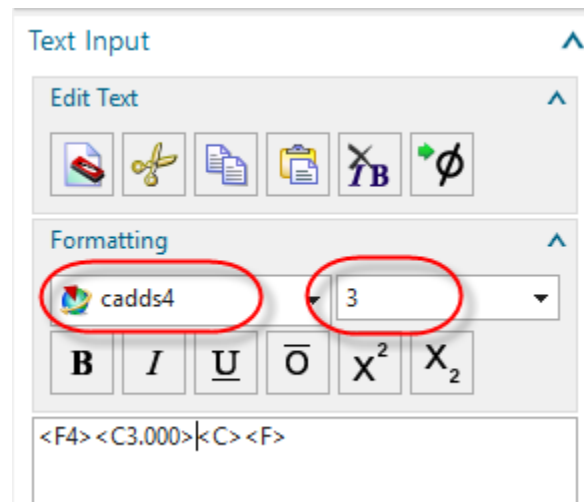 Text Input
Edit Text
Formatting
cadds4 3
B I U O X² X₂
<F4><C3.000><C><F>